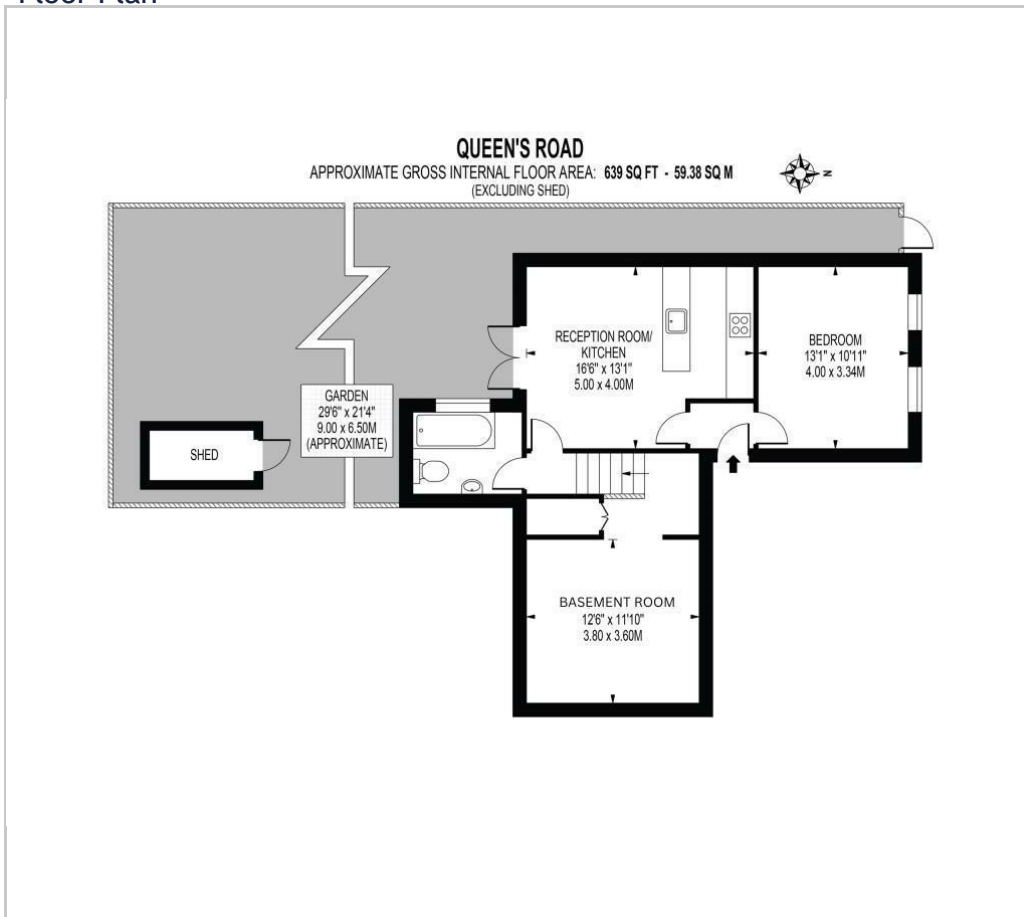 Floor Plan
QUEEN'S ROAD
APPROXIMATE GROSS INTERNAL FLOOR AREA: 639 SQ FT - 59.38 SQ M
(EXCLUDING SHED)
N
RECEPTION ROOM/
KITCHEN
16'6" x 13'1"
5.00 x 4.00M
BEDROOM
13'1" x 10'11"
4.00 x 3.34M
GARDEN
29'6" x 21'4"
9.00 x 6.50M
(APPROXIMATE)
SHED
BASEMENT ROOM
12'6" x 11'10"
3.80 x 3.60M